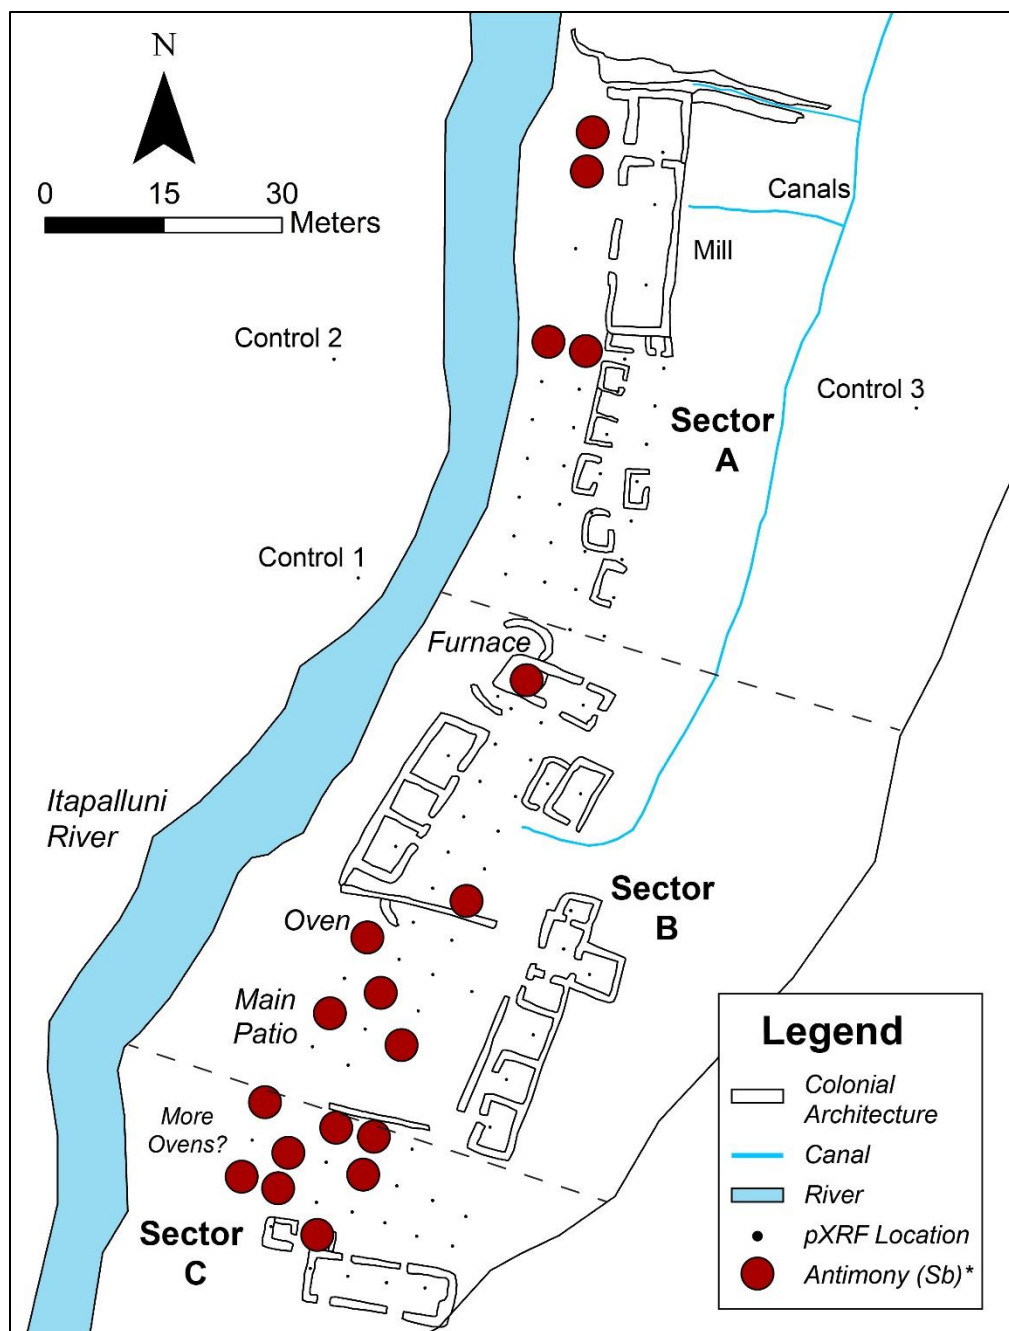 N
0 15 30
Meters
Canals
Mill
Control 2
Control 3
Sector
A
Control 1
Furnace
Itapalluni
River
Sector
B
Oven
Main
Patio
More
Ovens?
Sector
C
Legend
Colonial
Architecture
Canal
River
pXRF Location
Antimony (Sb)*